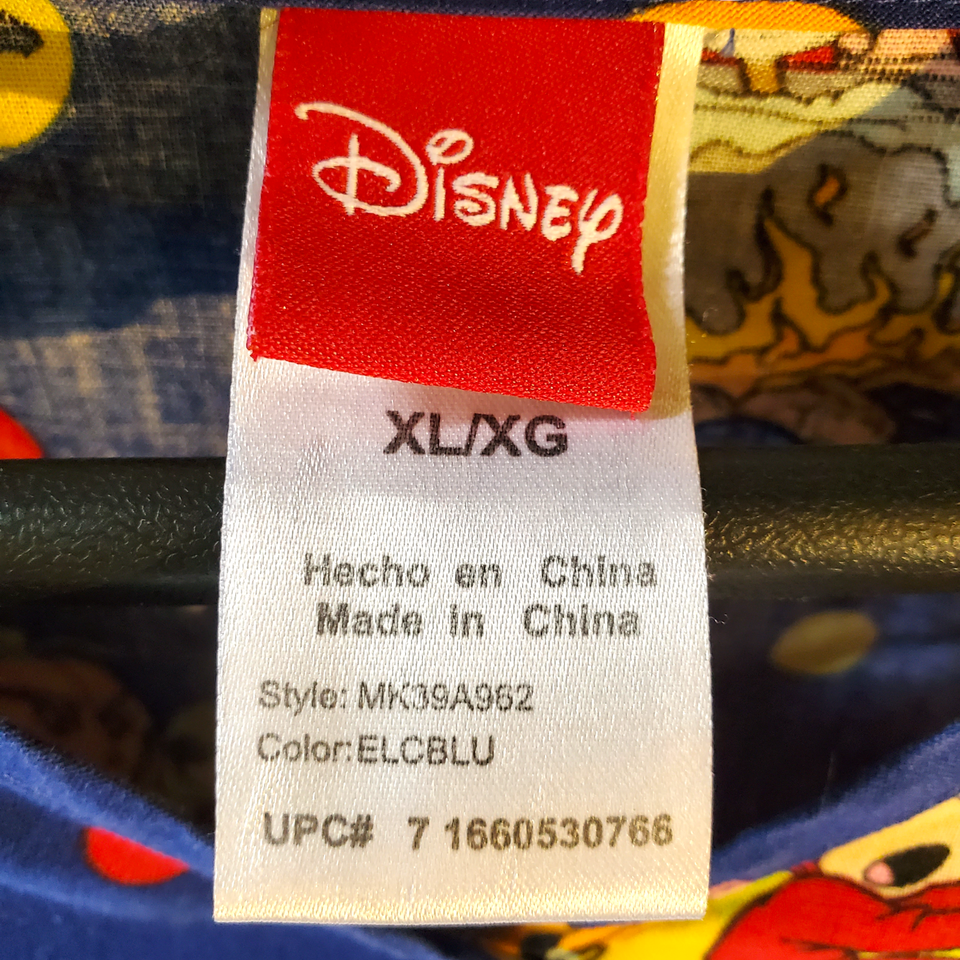 Disney
XL/XG
Hecho en China
Made in China
Style: MK39A962
Color:ELCBLU
UPC# 7 1660530766